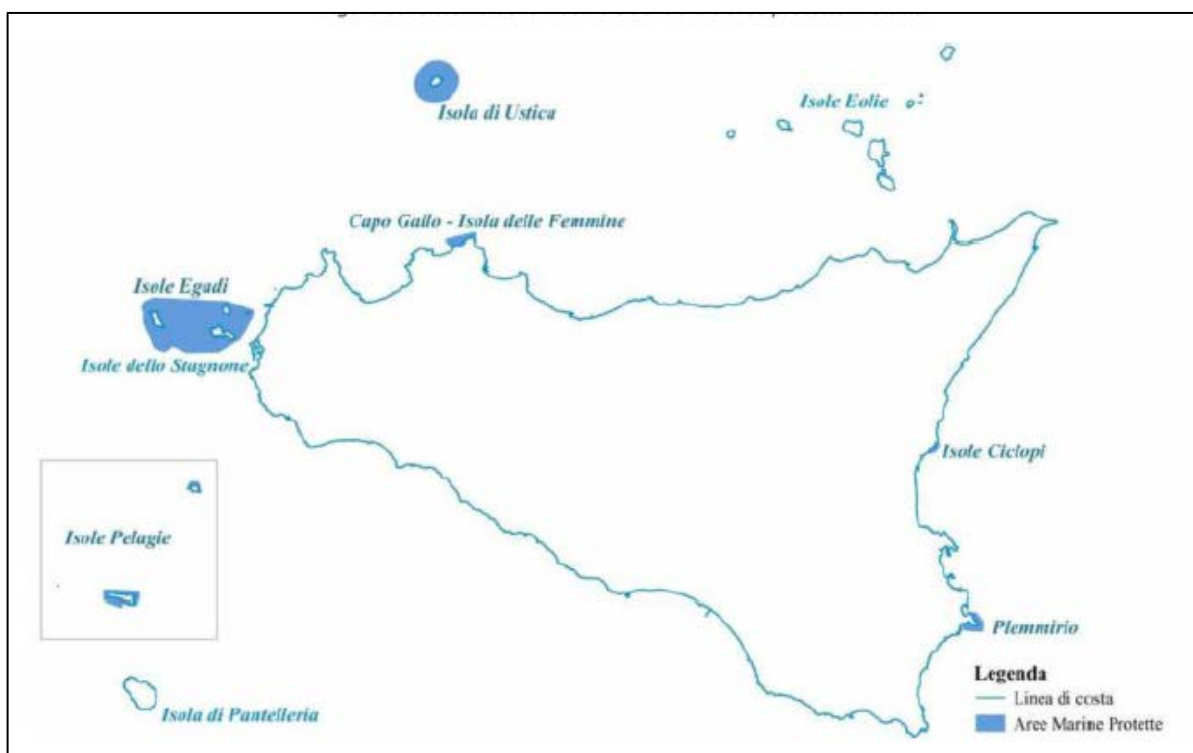 Isola di Ustica
Isole Eolie
Capo Gallo - Isola delle Femmine
Isole Egadi
Isole dello Stagnone
Isole Ciclopi
Isole Pelagie
Plemmirio
Isola di Pantelleria
Legenda
Linea di costa
Aree Marine Protette